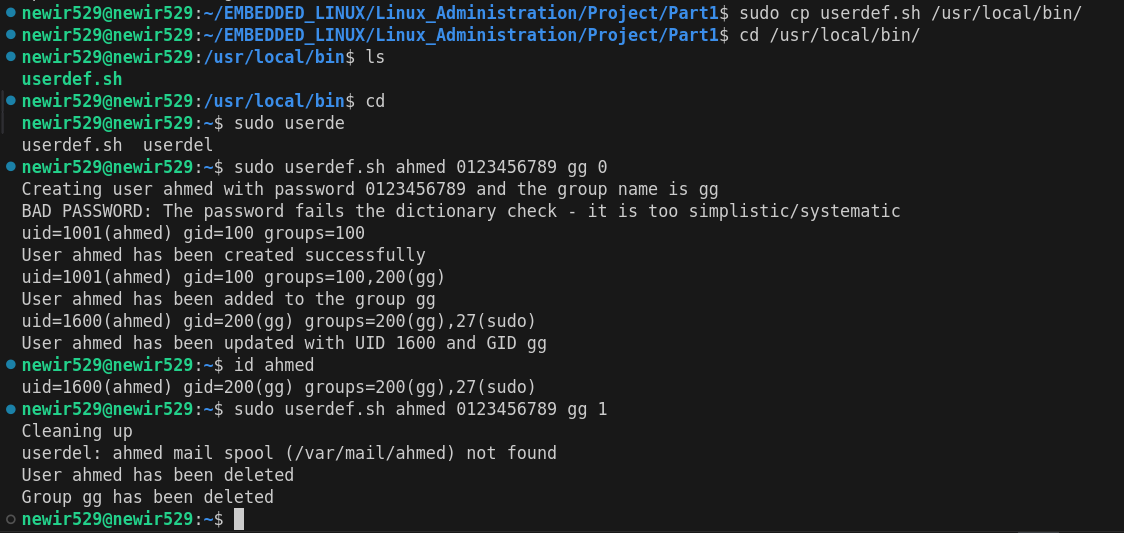 newir529@newir529:~/EMBEDDED_LINUX/Linux_Administration/Project/Part1$ sudo cp userdef.sh /usr/local/bin/
newir529@newir529:~/EMBEDDED_LINUX/Linux_Administration/Project/Part1$ cd /usr/local/bin/
newir529@newir529:/usr/local/bin$ ls
userdef.sh
newir529@newir529:/usr/local/bin$ cd
newir529@newir529:~$ sudo userde
userdef.sh  userdel
newir529@newir529:~$ sudo userdef.sh ahmed 0123456789 gg 0
Creating user ahmed with password 0123456789 and the group name is gg
BAD PASSWORD: The password fails the dictionary check - it is too simplistic/systematic
uid=1001(ahmed) gid=100 groups=100
User ahmed has been created successfully
uid=1001(ahmed) gid=100 groups=100,200(gg)
User ahmed has been added to the group gg
uid=1600(ahmed) gid=200(gg) groups=200(gg),27(sudo)
User ahmed has been updated with UID 1600 and GID gg
newir529@newir529:~$ id ahmed
uid=1600(ahmed) gid=200(gg) groups=200(gg),27(sudo)
newir529@newir529:~$ sudo userdef.sh ahmed 0123456789 gg 1
Cleaning up
userdel: ahmed mail spool (/var/mail/ahmed) not found
User ahmed has been deleted
Group gg has been deleted
newir529@newir529:~$